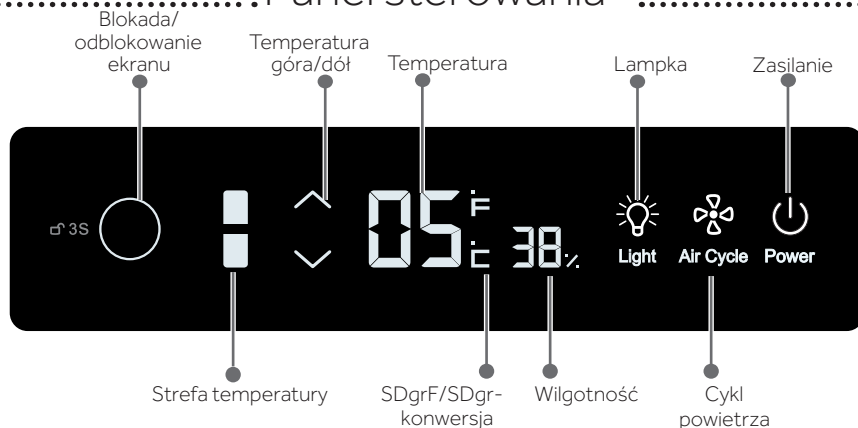 Panel sterowania
Blokada/
odblokowanie
ekranu
Temperatura
góra/dół
Temperatura
Lampka
Zasilanie
3S
05 °F
°C
38%
Light
Air Cycle
Power
Strefa temperatury
SDgrF/SDgr-
konwersja
Wilgotność
Cykl
powietrza